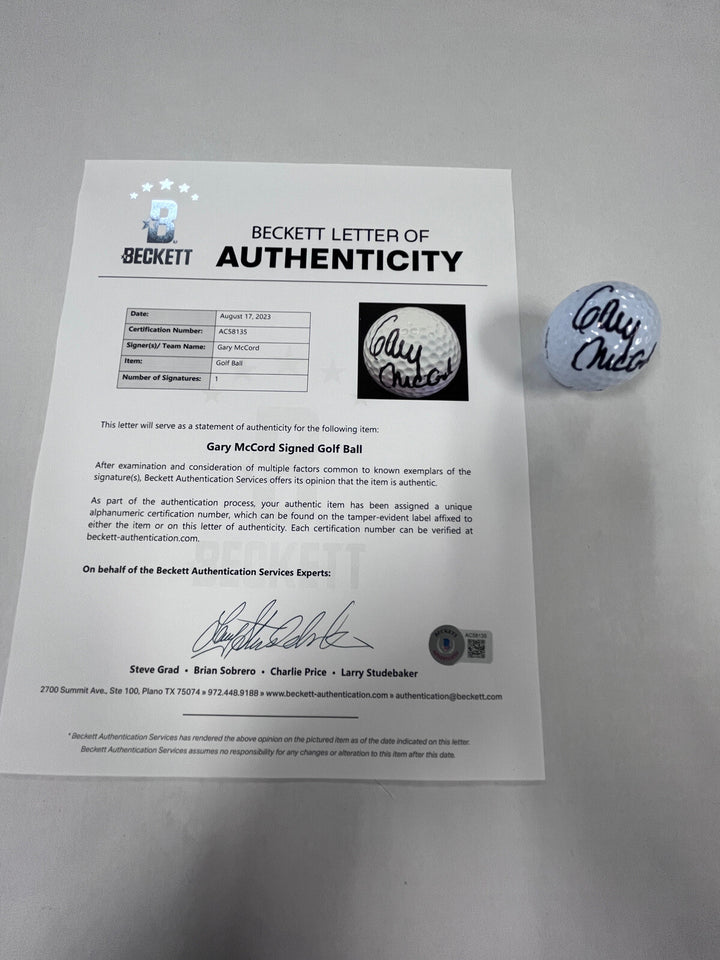 BECKETT
BECKETT LETTER OF
AUTHENTICITY
Date: August 17, 2023
Certification Number: AC58135
Signer(s)/ Team Name: Gary McCord
Item: Golf Ball
Number of Signatures: 1
Gary
McCord
Gary
McCord
This letter will serve as a statement of authenticity for the following item:
Gary McCord Signed Golf Ball
After examination and consideration of multiple factors common to known exemplars of the
signature(s), Beckett Authentication Services offers its opinion that the item is authentic.
As part of the authentication process, your authentic item has been assigned a unique
alphanumeric certification number, which can be found on the tamper-evident label affixed to
either the item or on this letter of authenticity. Each certification number can be verified at
beckett-authentication.com.
BECKETT
On behalf of the Beckett Authentication Services Experts:
BECKETT
AC58135
Steve Grad • Brian Sobrero • Charlie Price • Larry Studebaker
2700 Summit Ave., Ste 100, Plano TX 75074 » 972.448.9188 » www.beckett-authentication.com » authentication@beckett.com
* Beckett Authentication Services has rendered the above opinion on the pictured item as of the date indicated on this letter.
Beckett Authentication Services assumes no responsibility for any changes or alteration to this item after this date.